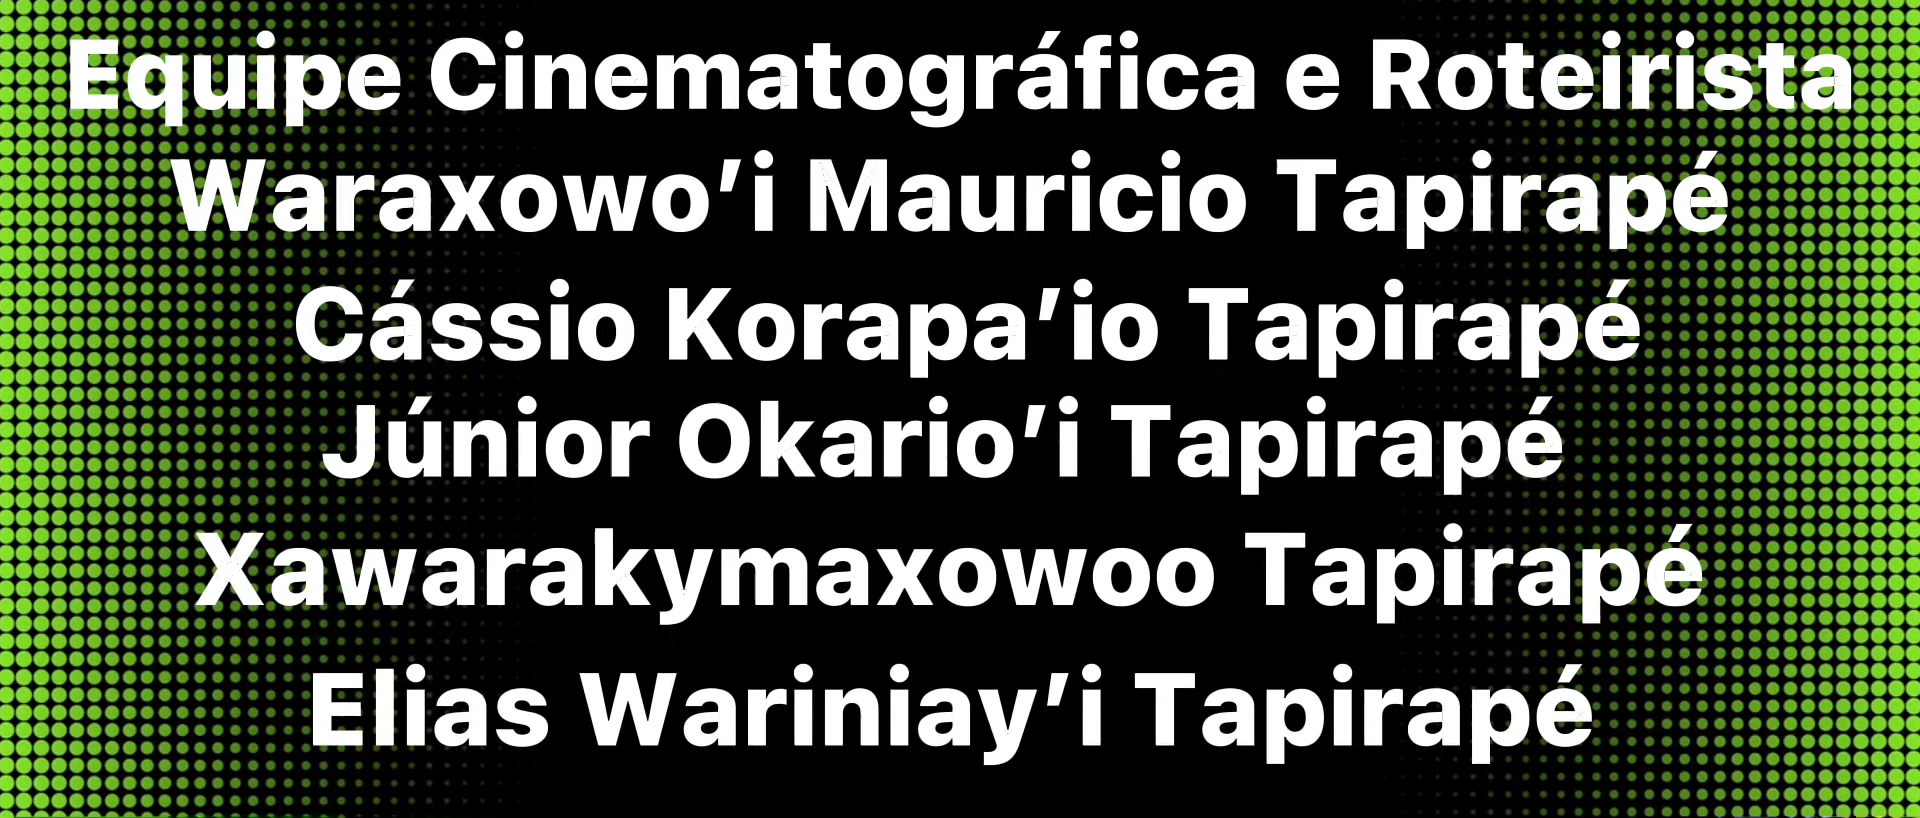 Equipe Cinematográfica e Roteirista
Waraxowo’i Mauricio Tapirapé
Cássio Korapa’io Tapirapé
Júnior Okario’i Tapirapé
Xawarakymaxowoo Tapirapé
Elias Wariniay’i Tapirapé